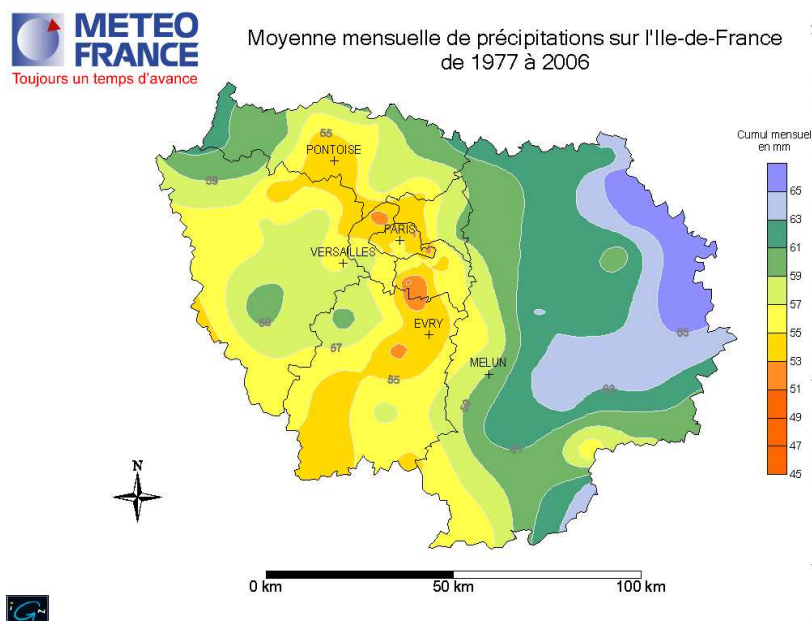 METEO
FRANCE
Toujours un temps d'avance
Moyenne mensuelle de précipitations sur l'Ile-de-France
de 1977 à 2006
Cumul mensuel
en mm
65
63
61
59
57
55
53
51
49
47
45
55
PONTOISE
59
PARIS
VERSAILLES
EVRY
57
65
MELUN
55
61
N
0 km
50 km
100 km